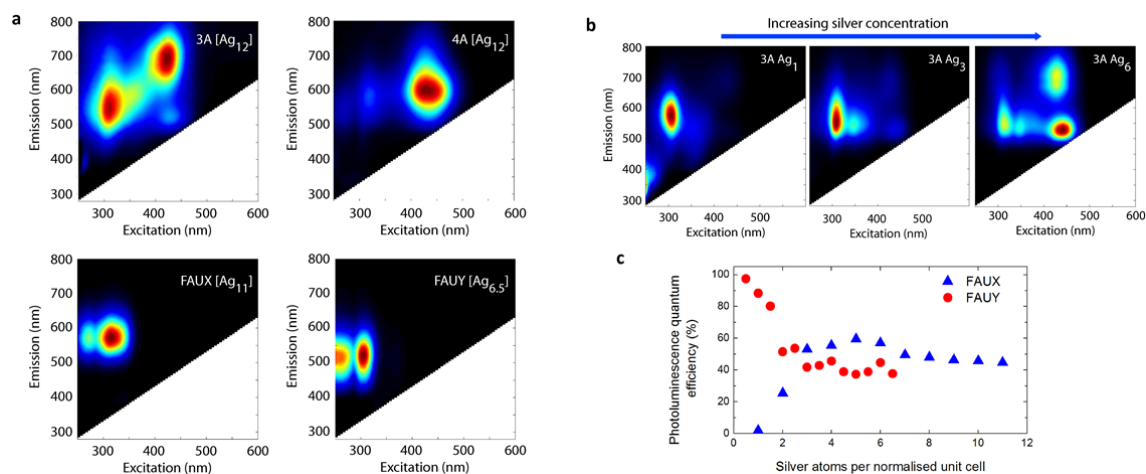 a
3A [Ag12]
Emission (nm)
800
700
600
500
400
300
300 400 500 600
Excitation (nm)
4A [Ag12]
Emission (nm)
800
700
600
500
400
300
300 400 500 600
Excitation (nm)
FAUX [Ag11]
Emission (nm)
800
700
600
500
400
300
300 400 500 600
Excitation (nm)
FAUY [Ag6.5]
Emission (nm)
800
700
600
500
400
300
300 400 500 600
Excitation (nm)
b
Increasing silver concentration
3A Ag1
3A Ag3
3A Ag6
Emission (nm)
800
700
600
500
400
300
300 400 500
Excitation (nm)
300 400 500
Excitation (nm)
300 400 500 600
Excitation (nm)
c
FAUX
FAUY
Photoluminescence quantum
efficiency (%)
100
80
60
40
20
0
0 2 4 6 8 10 12
Silver atoms per normalised unit cell